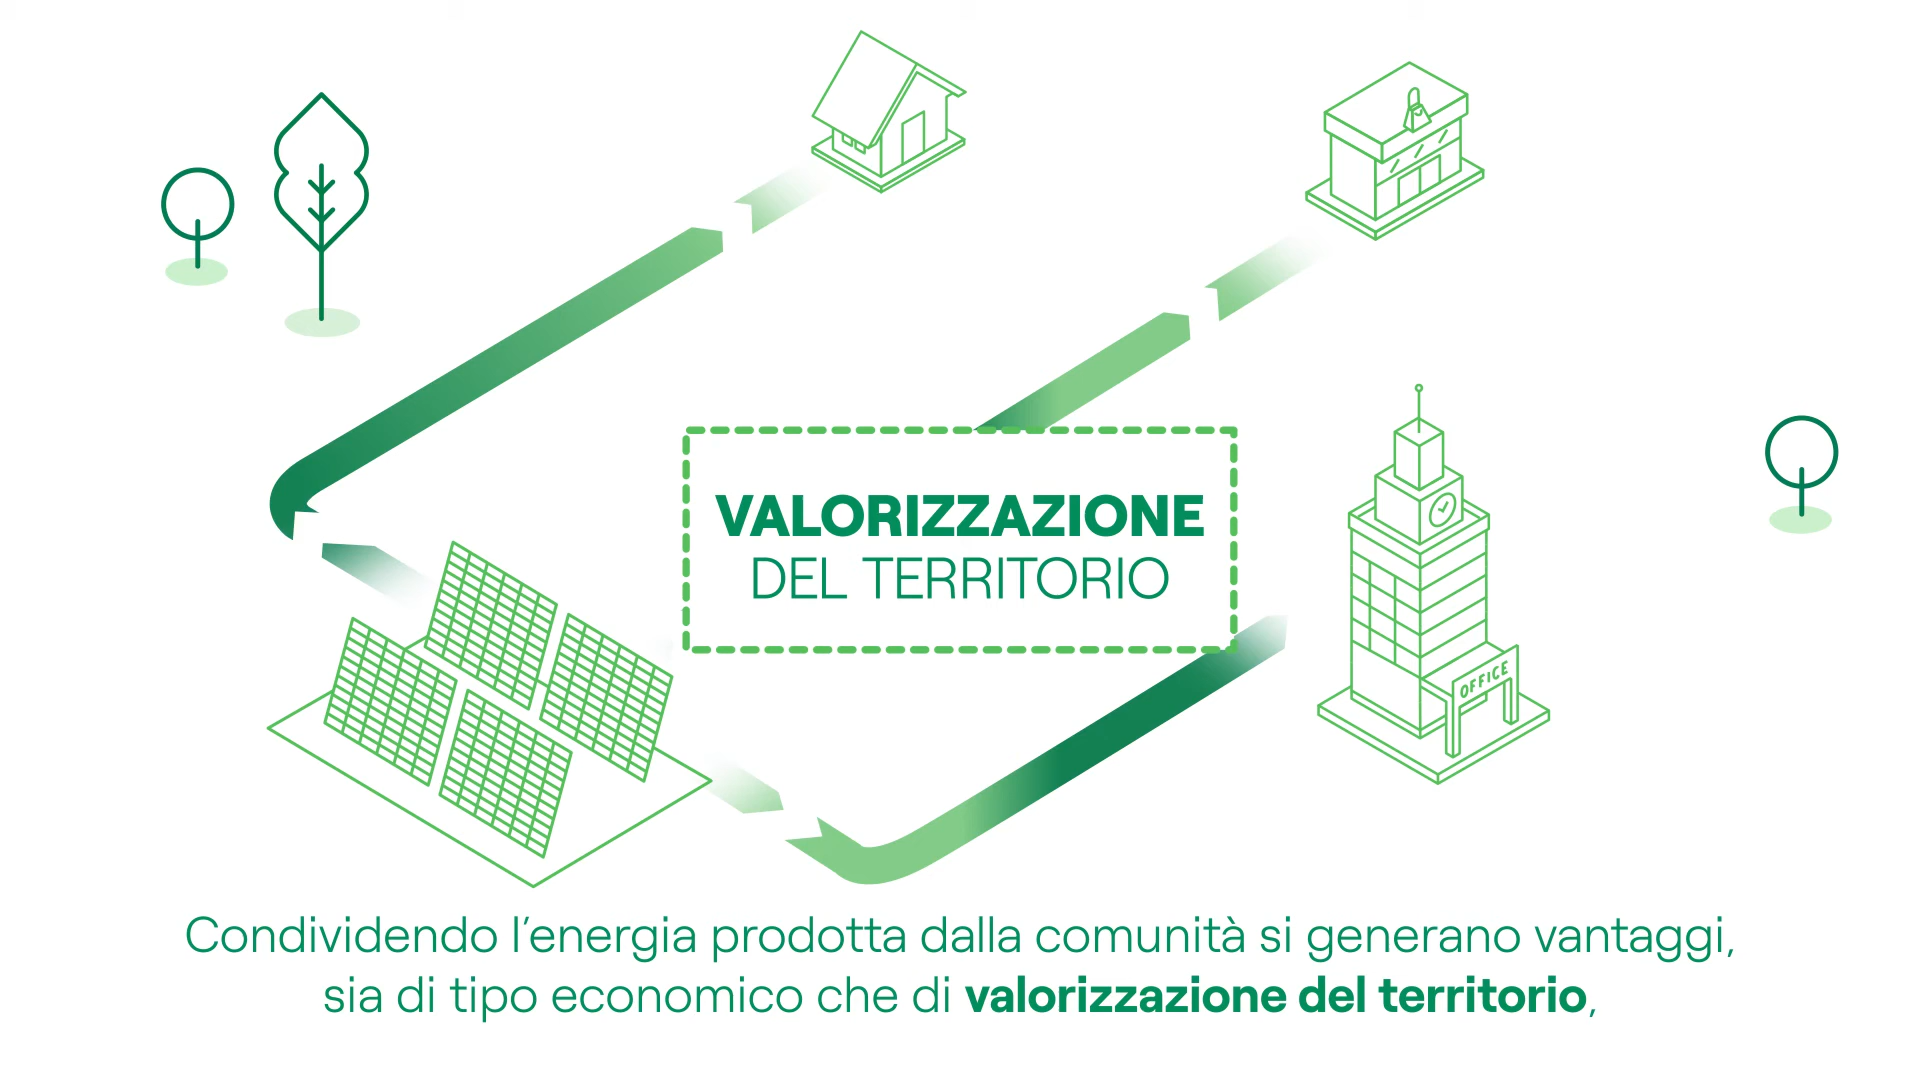 VALORIZZAZIONE
DEL TERRITORIO
OFFICE
Condividendo l’energia prodotta dalla comunità si generano vantaggi,
sia di tipo economico che di valorizzazione del territorio,